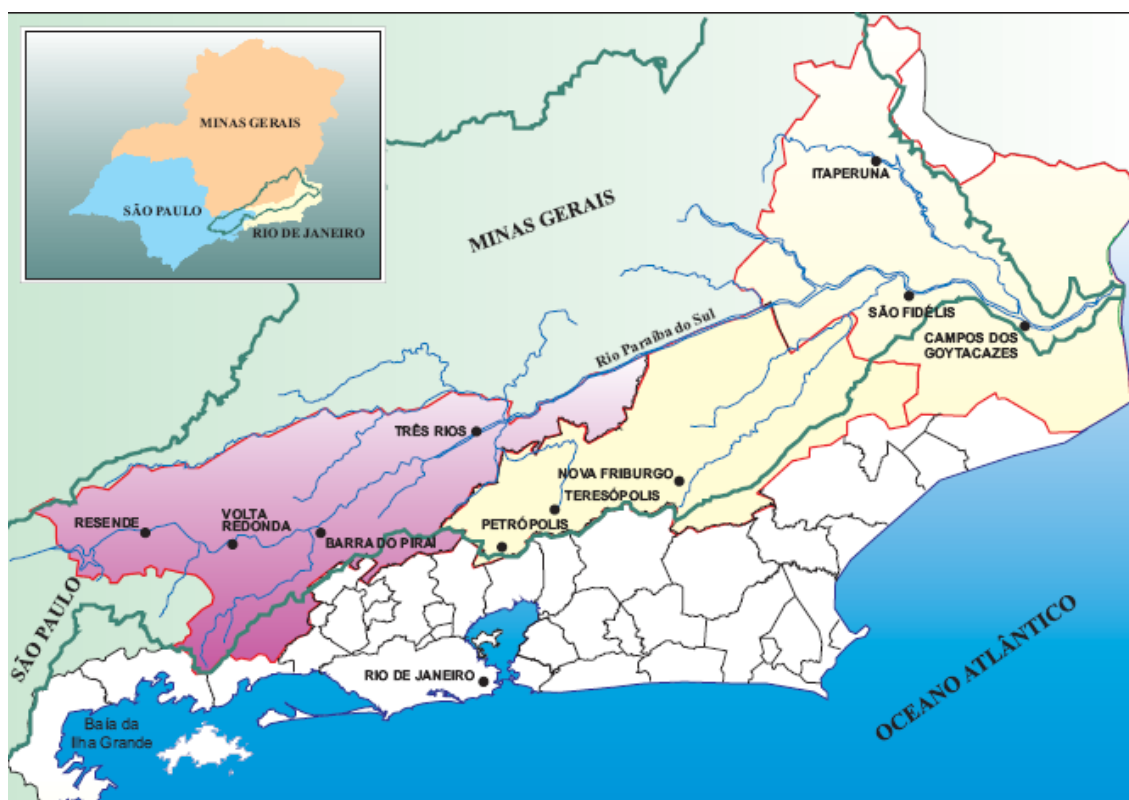 MINAS GERAIS
SÃO PAULO
RIO DE JANEIRO
MINAS GERAIS
ITAPERUNA
Rio Paraíba do Sul
SÃO FIDÉLIS
CAMPOS DOS
GOYTACAZES
TRÊS RIOS
NOVA FRIBURGO
TERESÓPOLIS
RESENDE
VOLTA
REDONDA
BARRA DO PIRAÍ
PETRÓPOLIS
SÃO PAULO
RIO DE JANEIRO
OCEANO ATLÂNTICO
Baía da
Ilha Grande